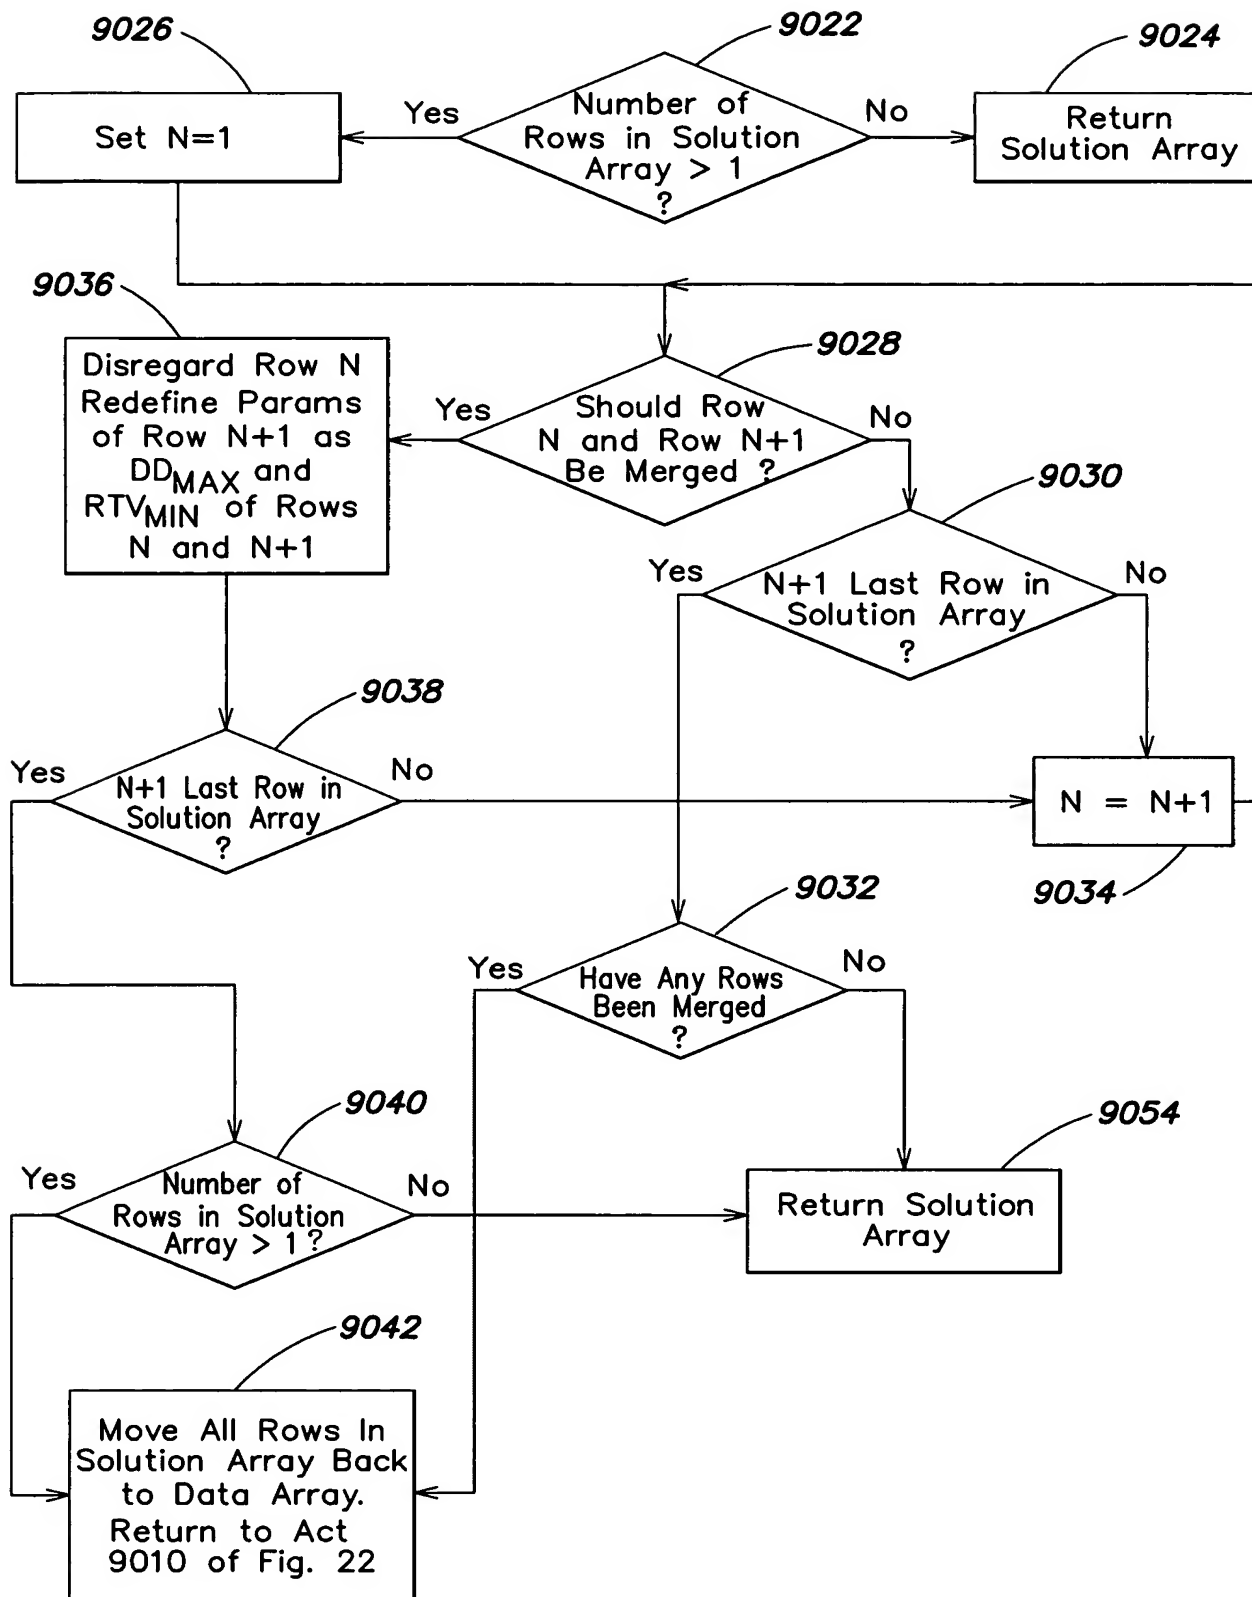 9026
9022
9024
Set N=1
Yes
Number of
Rows in Solution
Array > 1
?
No
Return
Solution Array
9036
Disregard Row N
Redefine Params
of Row N+1 as
DDMAX and
RTVMIN of Rows
N and N+1
9028
Yes
Should Row
N and Row N+1
Be Merged ?
No
9030
Yes
N+1 Last Row in
Solution Array
?
No
9038
Yes
N+1 Last Row in
Solution Array
?
No
N = N+1
9034
9032
Yes
Have Any Rows
Been Merged
?
No
9040
Yes
Number of
Rows in Solution
Array > 1 ?
No
9054
Return Solution
Array
9042
Move All Rows In
Solution Array Back
to Data Array.
Return to Act
9010 of Fig. 22